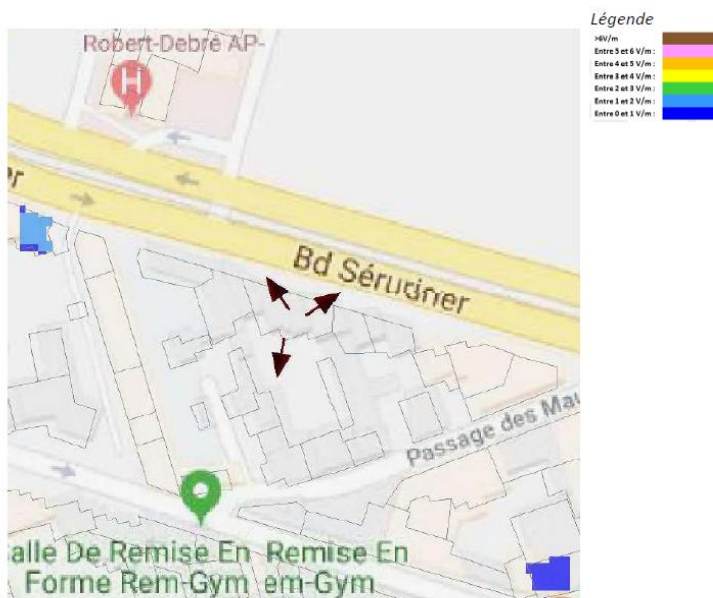 Légende
>6V/m
Entre 5 et 6 V/m :
Entre 4 et 5 V/m :
Entre 3 et 4 V/m :
Entre 2 et 3 V/m :
Entre 1 et 2 V/m :
Entre 0 et 1 V/m :
Robert-Debré AP-
H
er
Bd Sérurier
Passage des Mau
alle De Remise En Remise En
Forme Rem-Gym em-Gym